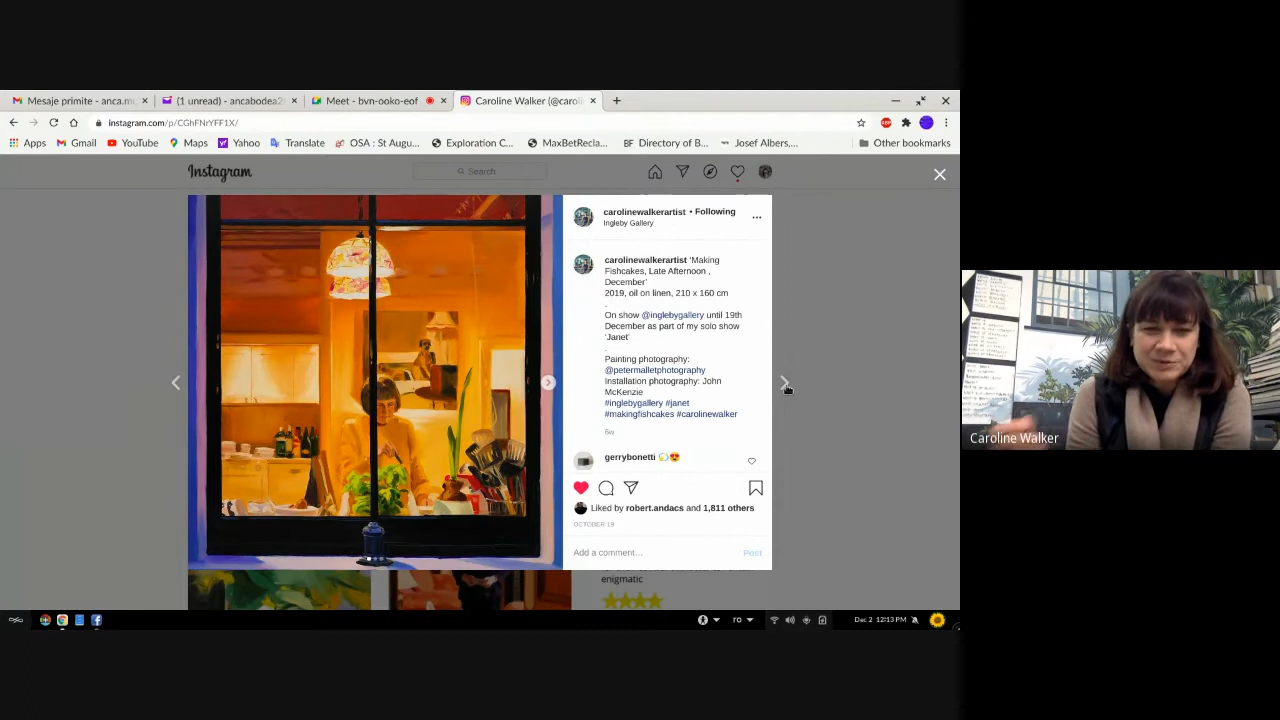 Mesaje primite - anca.mo
(1 unread) - ancabodea2
Meet - bvn-ooko-eof
Caroline Walker (@caroli
instagram.com/p/CGhFNrYFF1X/
Apps
Gmail
YouTube
Maps
Yahoo
Translate
OSA : St Augu...
Exploration C...
MaxBetRecla...
BF Directory of B...
Josef Albers,...
Other bookmarks
Instagram
Search
carolinewalkerartist • Following
Ingleby Gallery
carolinewalkerartist 'Making
Fishcakes, Late Afternoon ,
December'
2019, oil on linen, 210 x 160 cm
.
On show @inglebygallery until 19th
December as part of my solo show
'Janet'
.
Painting photography:
@petermalletphotography
Installation photography: John
McKenzie
#inglebygallery #janet
#makingfishcakes #carolinewalker
6w
gerrybonetti
Liked by robert.andacs and 1,811 others
OCTOBER 19
Add a comment...
Post
enigmatic
ro
Dec 2 12:13 PM
Caroline Walker